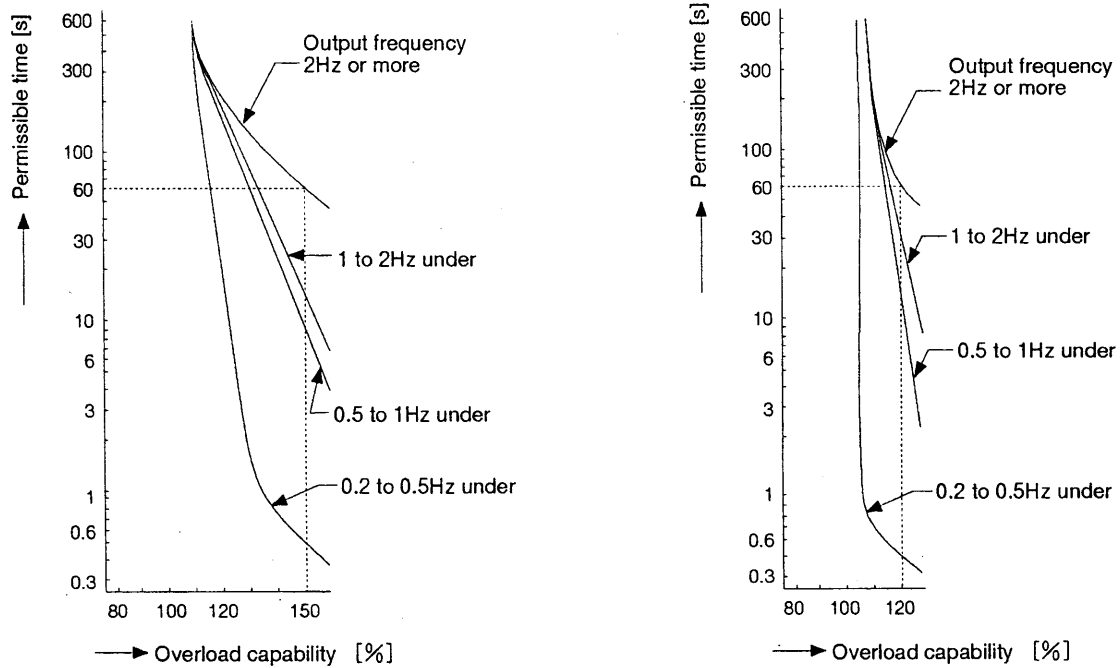 Permissible time [s]
600
300
100
60
30
10
6
3
1
0.6
0.3
80
100
120
150
Overload capability [%]
Output frequency
2Hz or more
1 to 2Hz under
0.5 to 1Hz under
0.2 to 0.5Hz under
Permissible time [s]
600
300
100
60
30
10
6
3
1
0.6
0.3
80
100
120
Overload capability [%]
Output frequency
2Hz or more
1 to 2Hz under
0.5 to 1Hz under
0.2 to 0.5Hz under